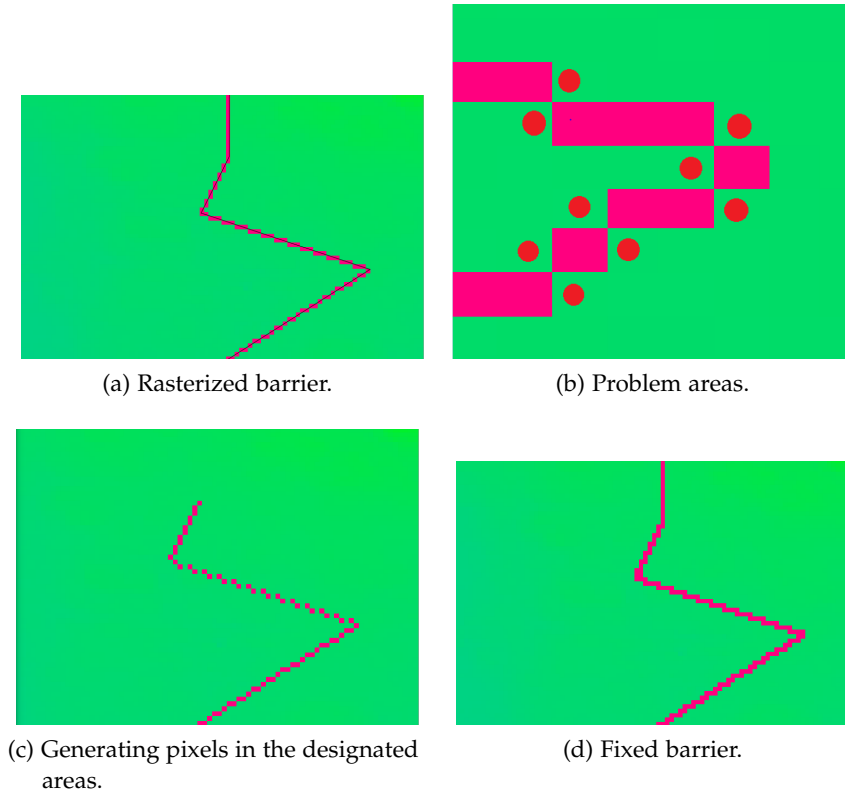 (a) Rasterized barrier.
(b) Problem areas.
(c) Generating pixels in the designated
areas.
(d) Fixed barrier.